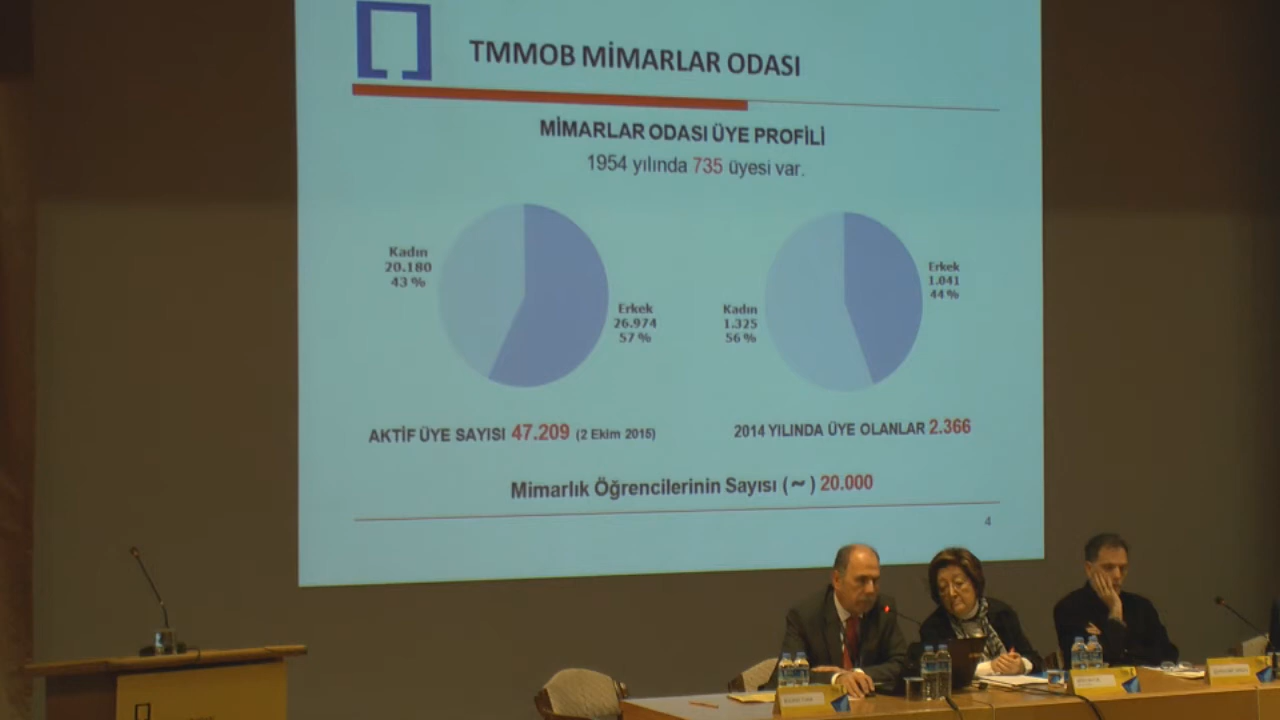 TMMOB MİMARLAR ODASI
MİMARLAR ODASI ÜYE PROFİLİ
1954 yılında 735 üyesi var.
Kadın
20.180
43 %
Erkek
26.974
57 %
Kadın
1.325
56 %
Erkek
1.041
44 %
AKTİF ÜYE SAYISI 47.209 (2 Ekim 2015)
2014 YILINDA ÜYE OLANLAR 2.366
Mimarlık Öğrencilerinin Sayısı (~) 20.000
4